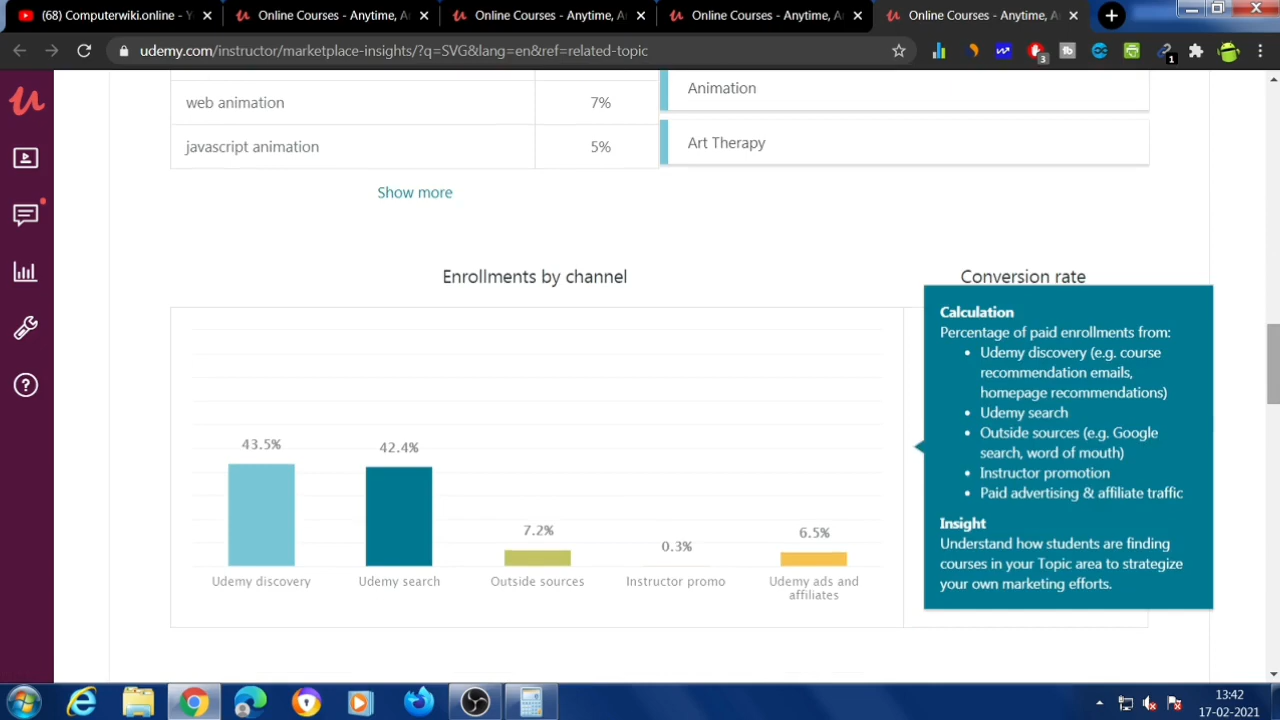 (68) Computerwiki.online - Y
Online Courses - Anytime, A
Online Courses - Anytime, A
Online Courses - Anytime, A
Online Courses - Anytime, A
udemy.com/instructor/marketplace-insights/?q=SVG&lang=en&ref=related-topic
3
1
web animation 7%
javascript animation 5%
Show more
Animation
Art Therapy
Enrollments by channel
Conversion rate
43.5%
42.4%
7.2%
0.3%
6.5%
Udemy discovery
Udemy search
Outside sources
Instructor promo
Udemy ads and
affiliates
Calculation
Percentage of paid enrollments from:
• Udemy discovery (e.g. course
recommendation emails,
homepage recommendations)
• Udemy search
• Outside sources (e.g. Google
search, word of mouth)
• Instructor promotion
• Paid advertising & affiliate traffic
Insight
Understand how students are finding
courses in your Topic area to strategize
your own marketing efforts.
13:42
17-02-2021